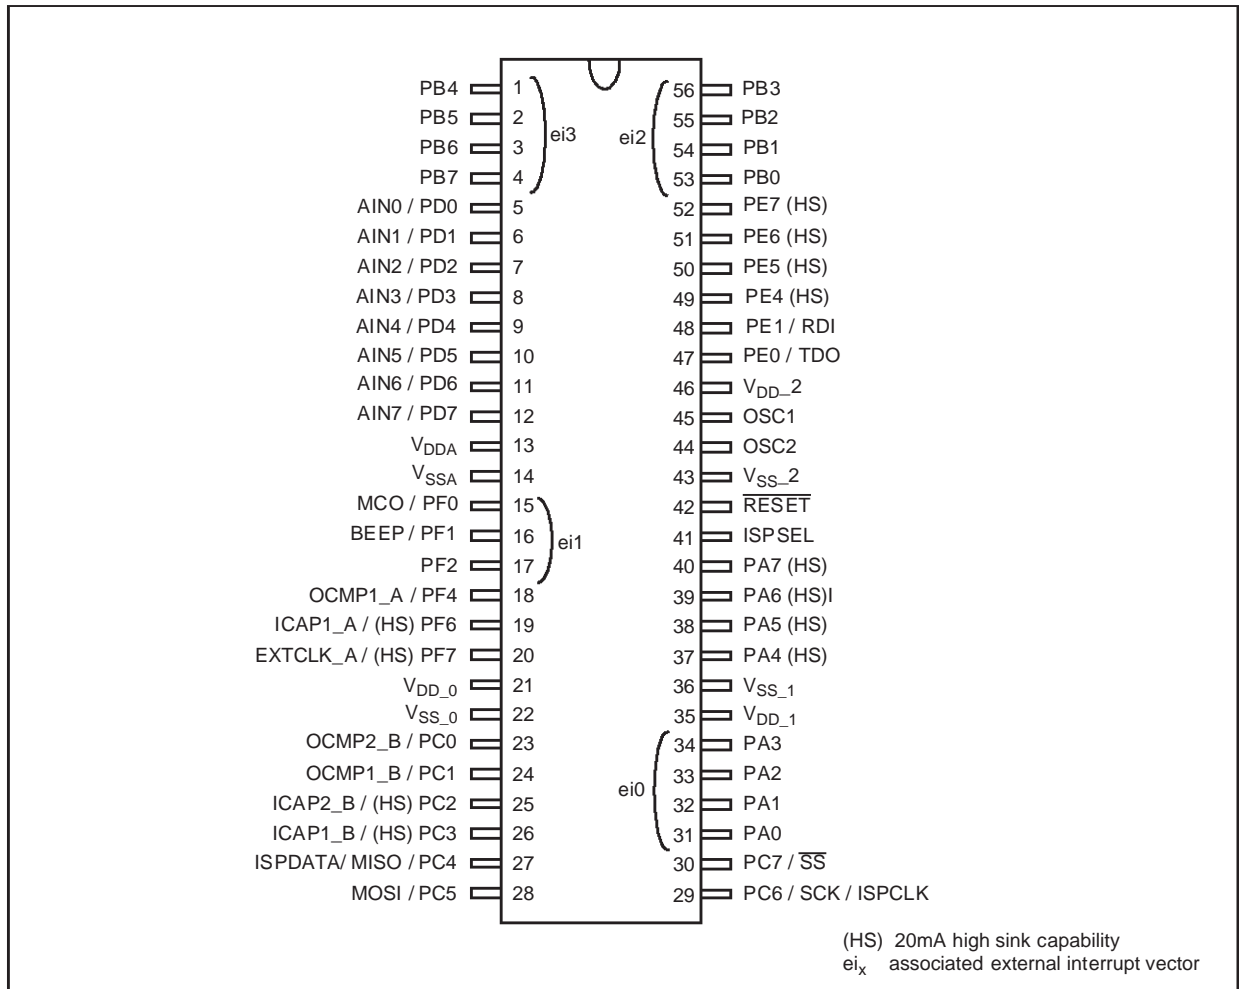 PB4 1 56 PB3
PB5 2 55 PB2
ei3 ei2
PB6 3 54 PB1
PB7 4 53 PB0
AIN0 / PD0 5 52 PE7 (HS)
AIN1 / PD1 6 51 PE6 (HS)
AIN2 / PD2 7 50 PE5 (HS)
AIN3 / PD3 8 49 PE4 (HS)
AIN4 / PD4 9 48 PE1 / RDI
AIN5 / PD5 10 47 PE0 / TDO
AIN6 / PD6 11 46 VDD_2
AIN7 / PD7 12 45 OSC1
VDDA 13 44 OSC2
VSSA 14 43 VSS_2
MCO / PF0 15 42 RESET
BEEP / PF1 16 41 ISPSEL
ei1
PF2 17 40 PA7 (HS)
OCMP1_A / PF4 18 39 PA6 (HS)I
ICAP1_A / (HS) PF6 19 38 PA5 (HS)
EXTCLK_A / (HS) PF7 20 37 PA4 (HS)
VDD_0 21 36 VSS_1
VSS_0 22 35 VDD_1
OCMP2_B / PC0 23 34 PA3
OCMP1_B / PC1 24 33 PA2
ei0
ICAP2_B / (HS) PC2 25 32 PA1
ICAP1_B / (HS) PC3 26 31 PA0
ISPDATA/ MISO / PC4 27 30 PC7 / SS
MOSI / PC5 28 29 PC6 / SCK / ISPCLK
(HS) 20mA high sink capability
eix associated external interrupt vector